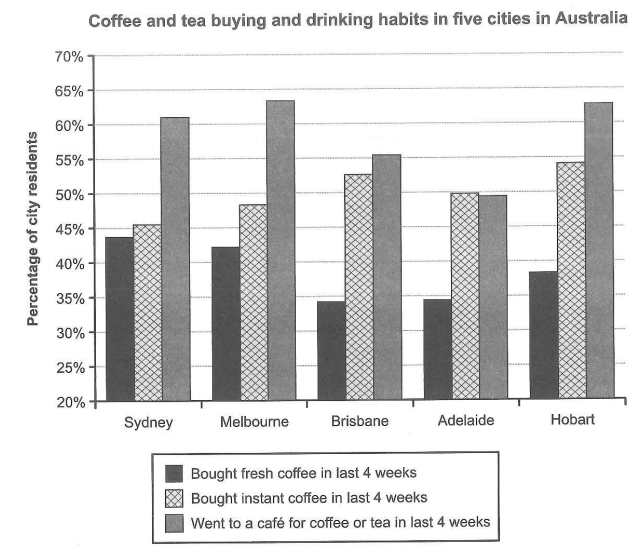 Coffee and tea buying and drinking habits in five cities in Australia
Percentage of city residents
70%
65%
60%
55%
50%
45%
40%
35%
30%
25%
20%
Sydney Melbourne Brisbane Adelaide Hobart
Bought fresh coffee in last 4 weeks
Bought instant coffee in last 4 weeks
Went to a café for coffee or tea in last 4 weeks